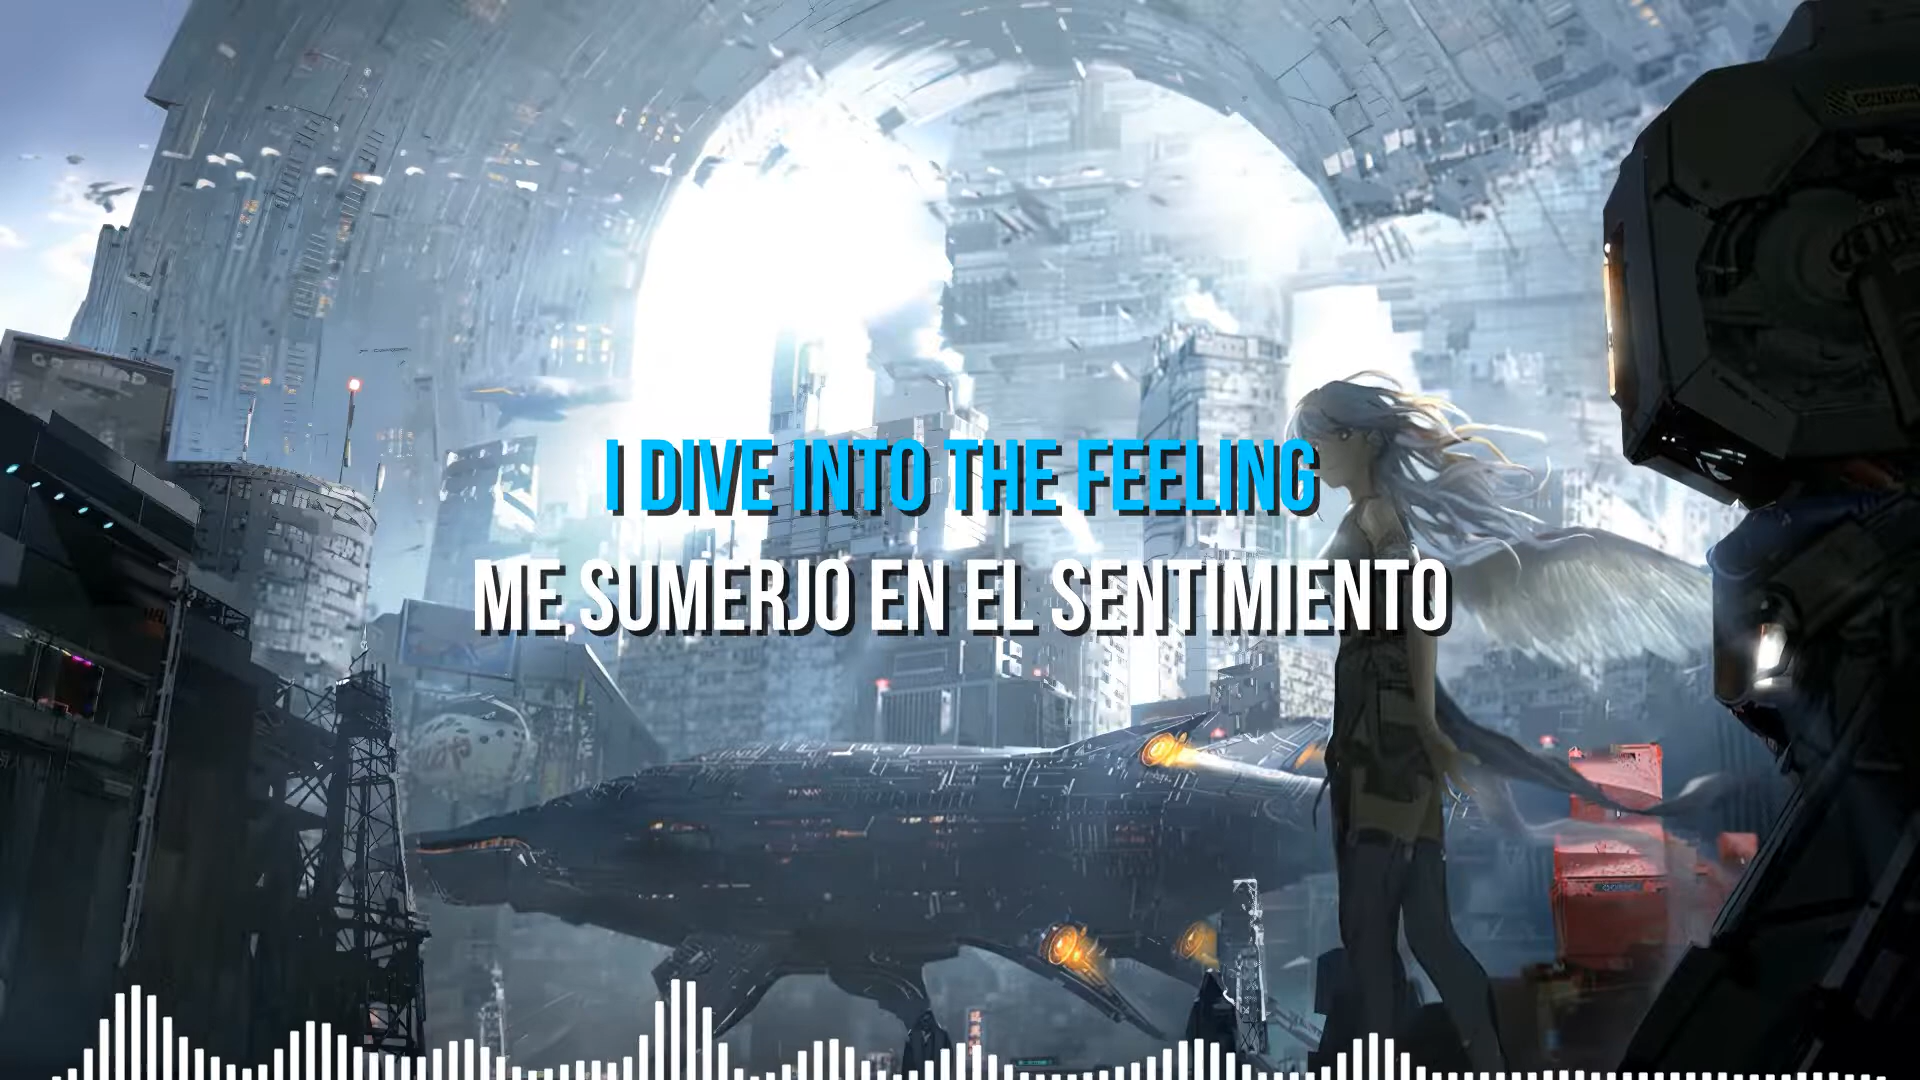 I DIVE INTO THE FEELING
ME SUMERJO EN EL SENTIMIENTO